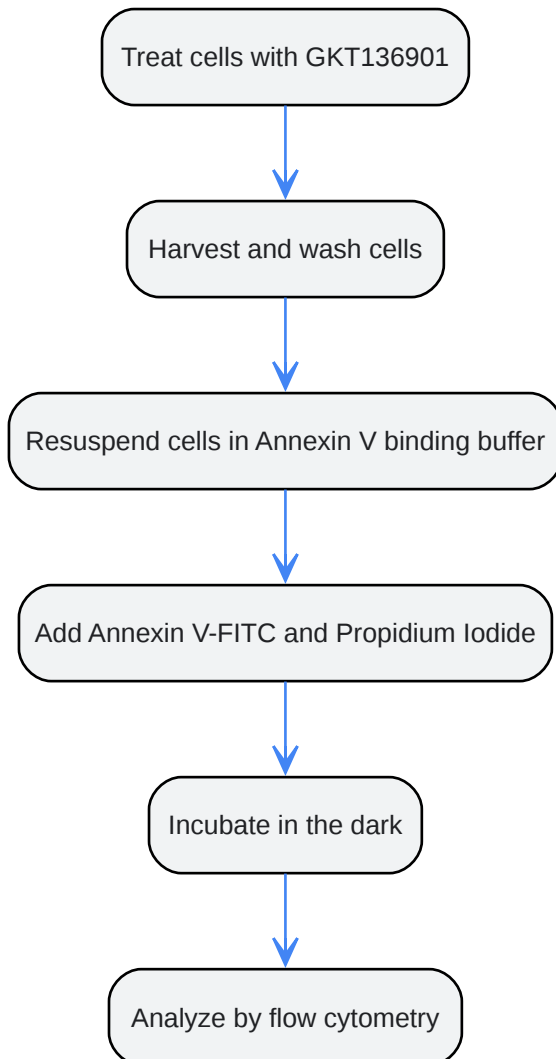 Treat cells with GKT136901
Harvest and wash cells
Resuspend cells in Annexin V binding buffer
Add Annexin V-FITC and Propidium Iodide
Incubate in the dark
Analyze by flow cytometry